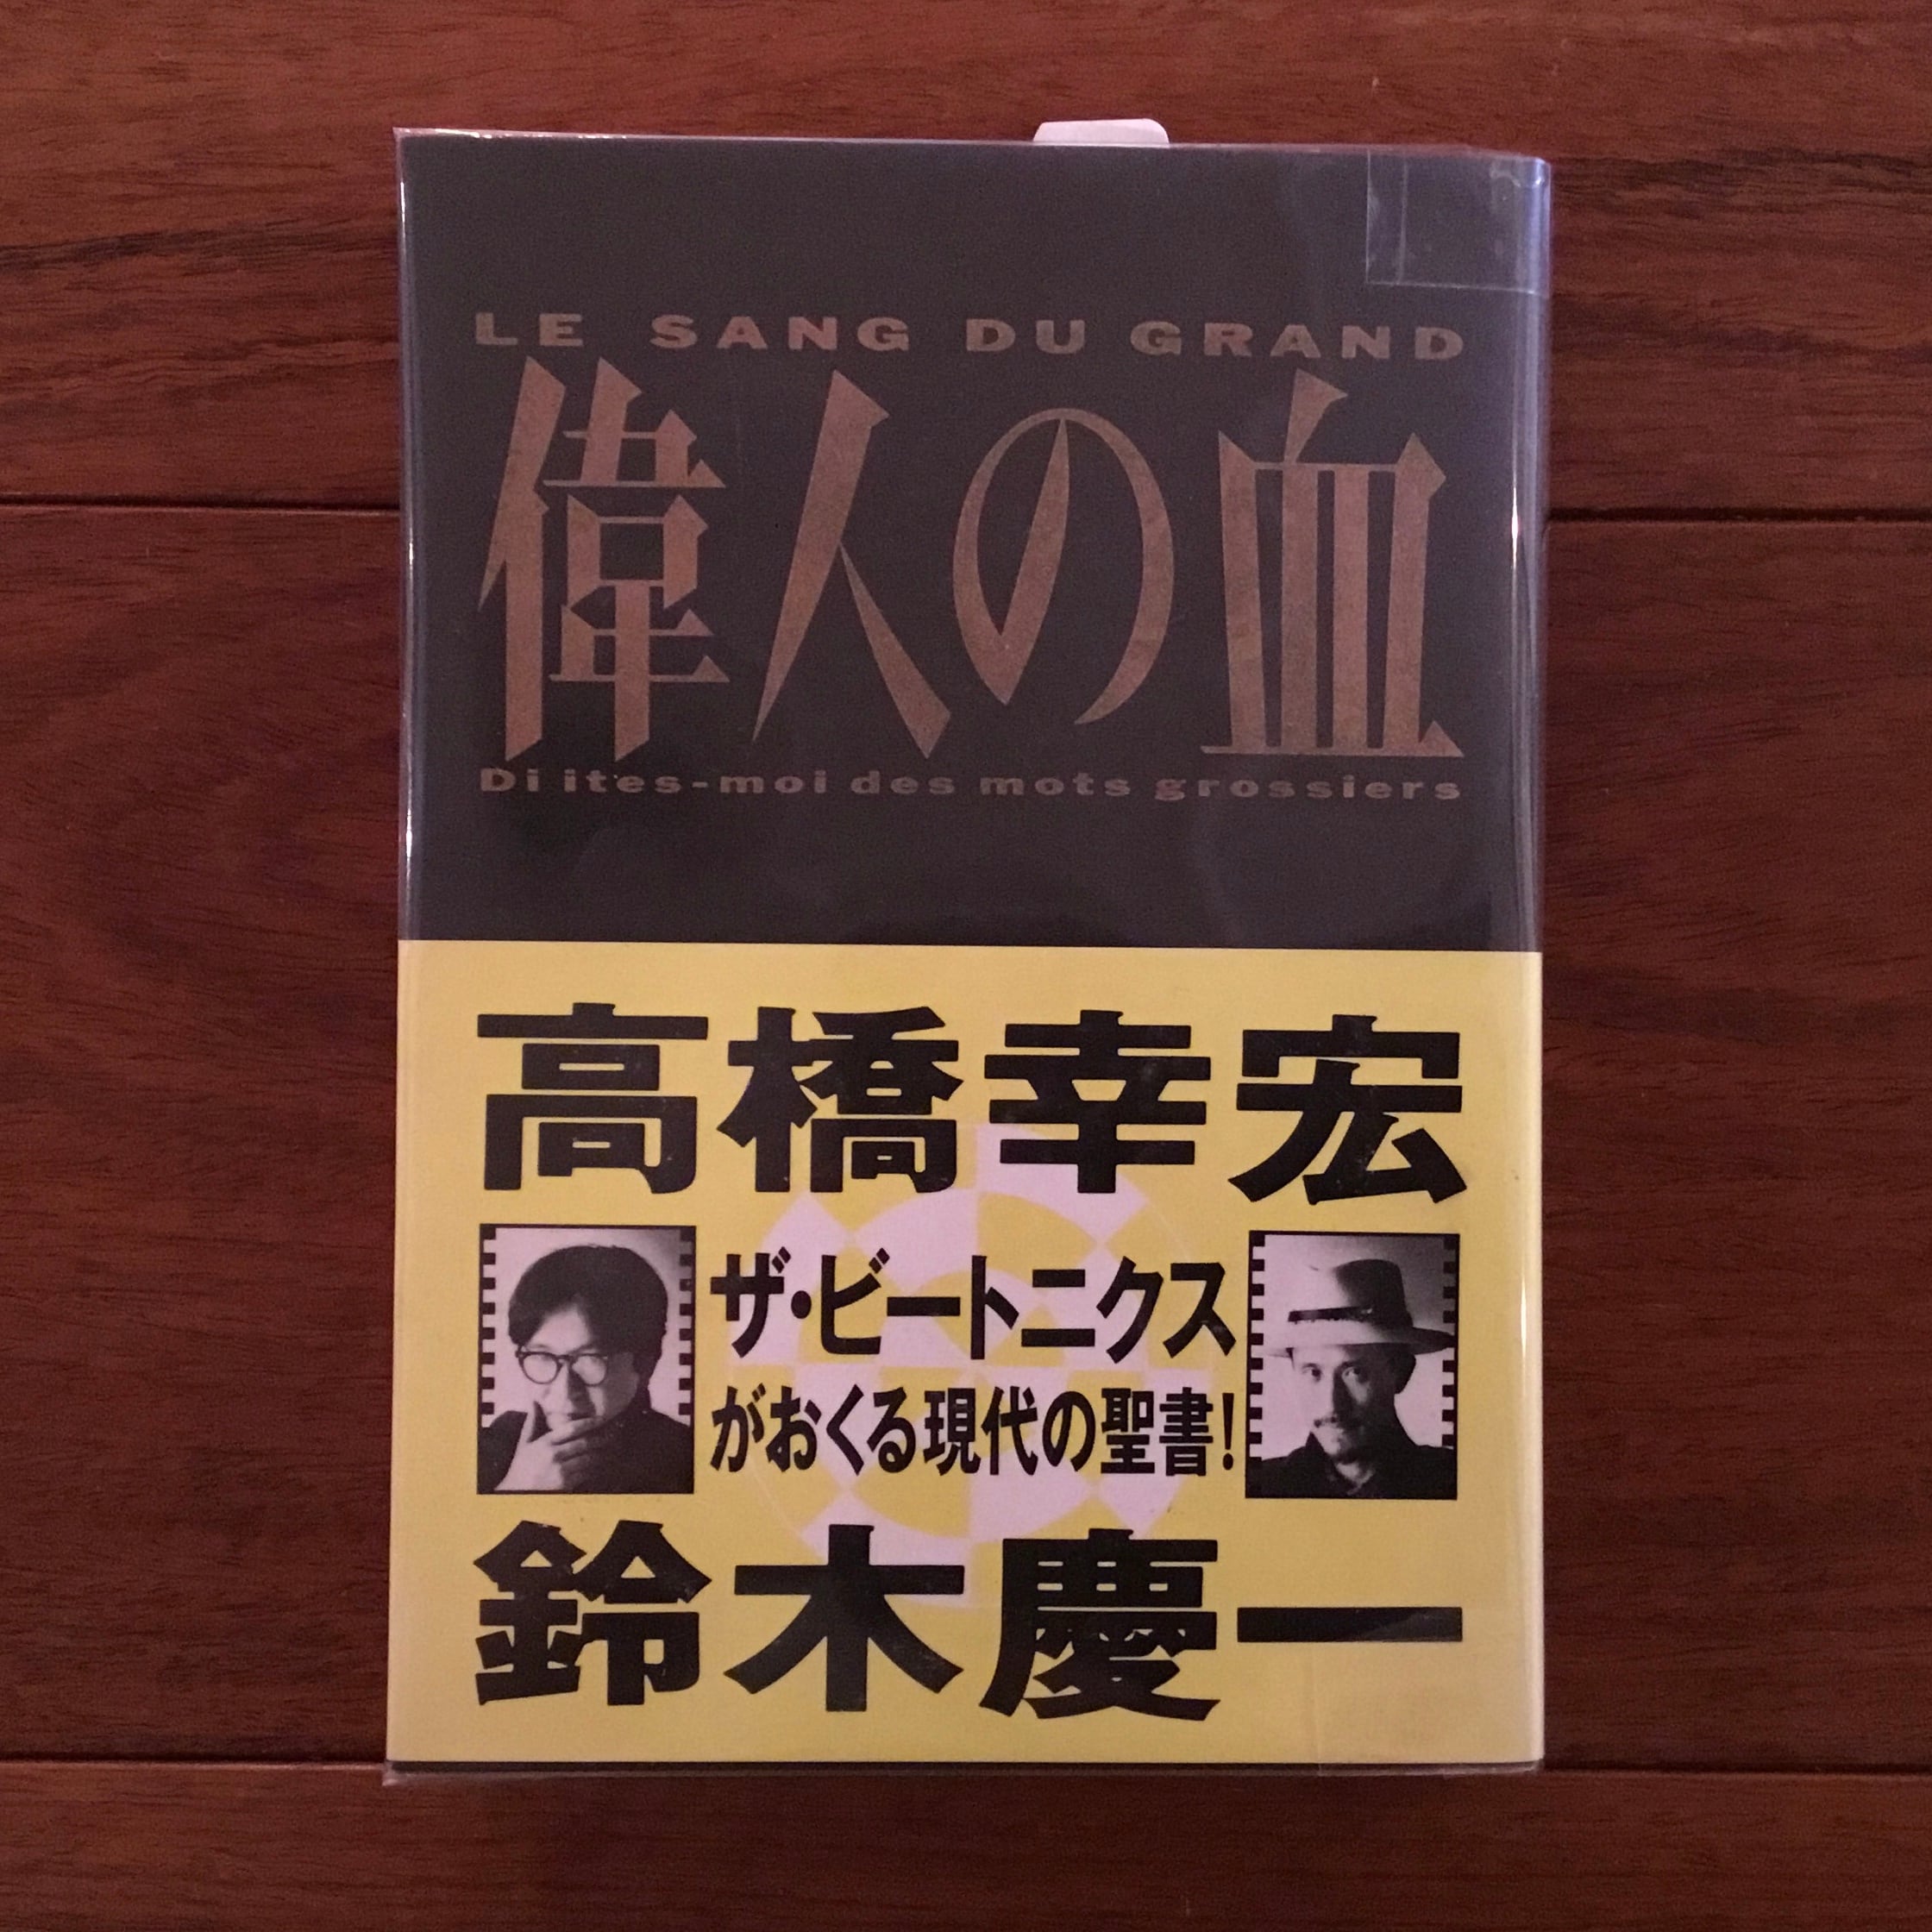 LE SANG DU GRAND
偉人の血
Di ites-moi des mots grossiers
高橋幸宏
ザ・ビートニクス
がおくる現代の聖書!
鈴木慶一